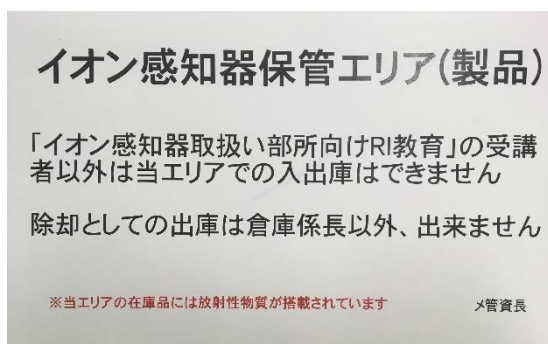 イオン感知器保管エリア(製品)
「イオン感知器取扱い部所向けRI教育」の受講
者以外は当エリアでの入出庫はできません
除却としての出庫は倉庫係長以外、出来ません
※当エリアの在庫品には放射性物質が搭載されています
メ管資長